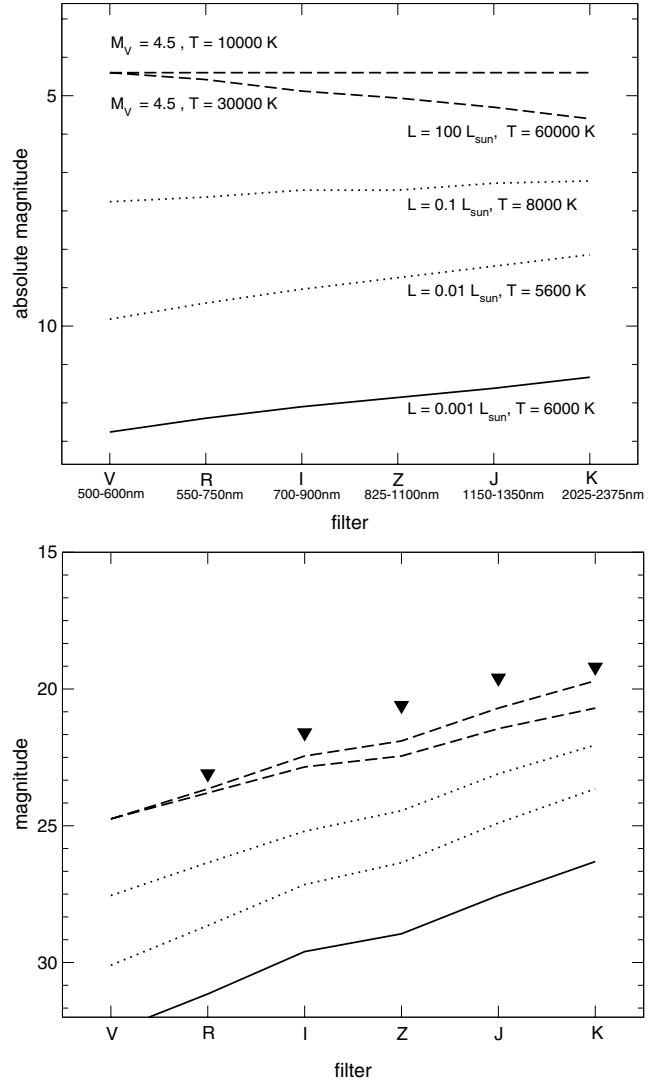 M_V = 4.5 , T = 10000 K
M_V = 4.5 , T = 30000 K
L = 100 L_sun, T = 60000 K
L = 0.1 L_sun, T = 8000 K
L = 0.01 L_sun, T = 5600 K
L = 0.001 L_sun, T = 6000 K
absolute magnitude
5
10
V R I Z J K
500-600nm 550-750nm 700-900nm 825-1100nm 1150-1350nm 2025-2375nm
filter
magnitude
15
20
25
30
V R I Z J K
filter